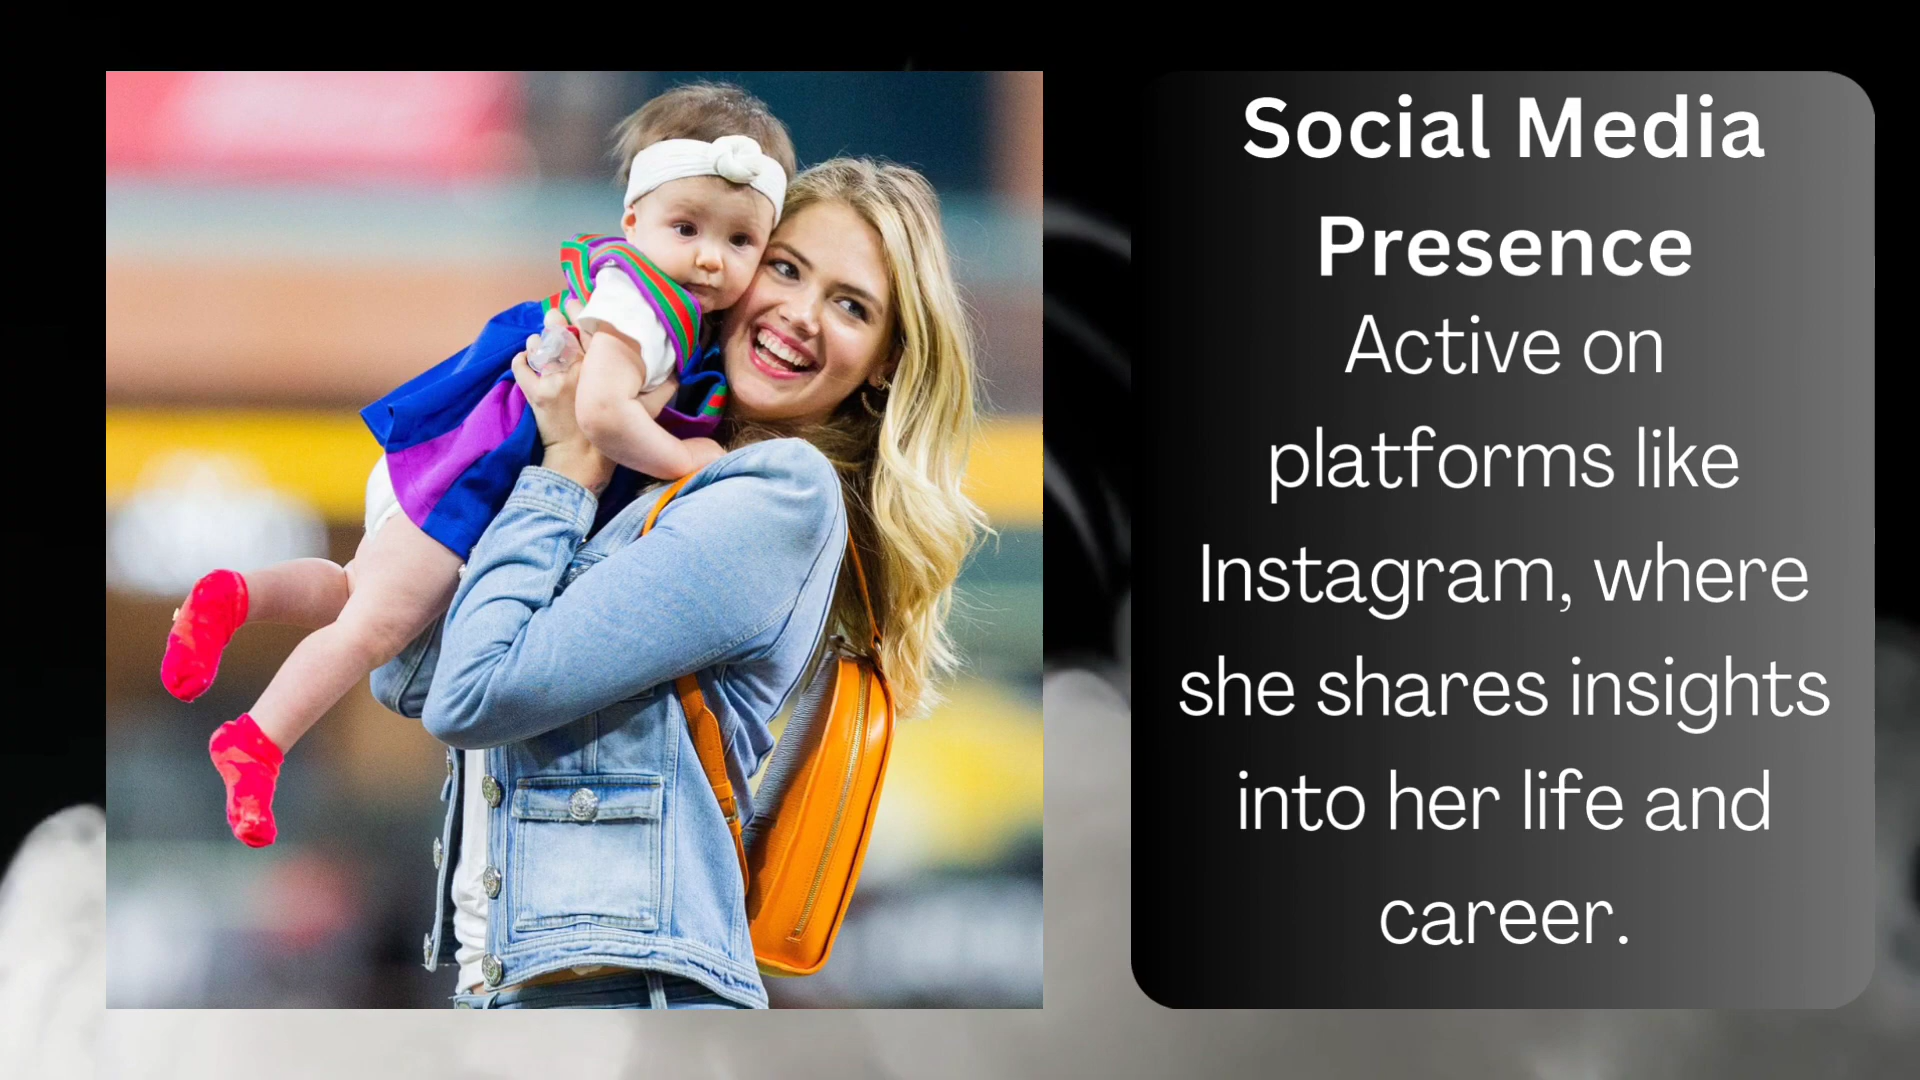 Social Media
Presence
Active on
platforms like
Instagram, where
she shares insights
into her life and
career.